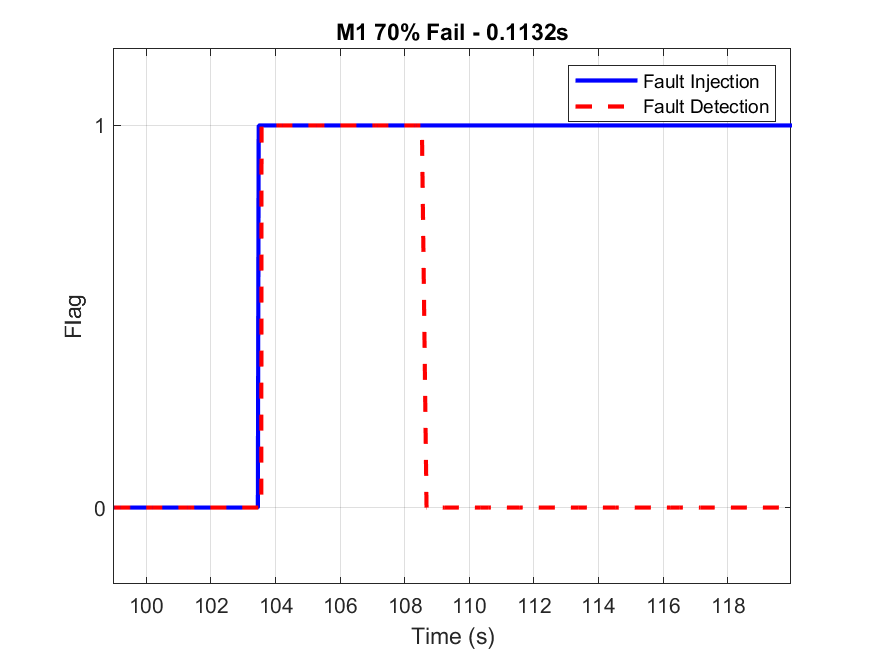 M1 70% Fail - 0.1132s
Fault Injection
Fault Detection
1
Flag
0
100 102 104 106 108 110 112 114 116 118
Time (s)